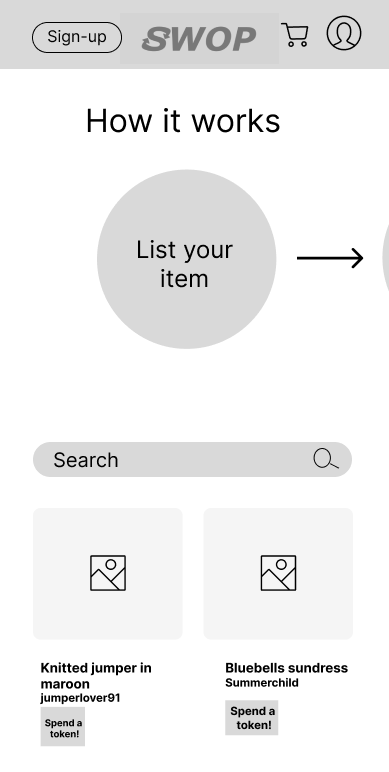 Sign-up
SWOP
How it works
List your
item
Search
Knitted jumper in
maroon
jumperlover91
Spend a
token!
Bluebells sundress
Summerchild
Spend a
token!